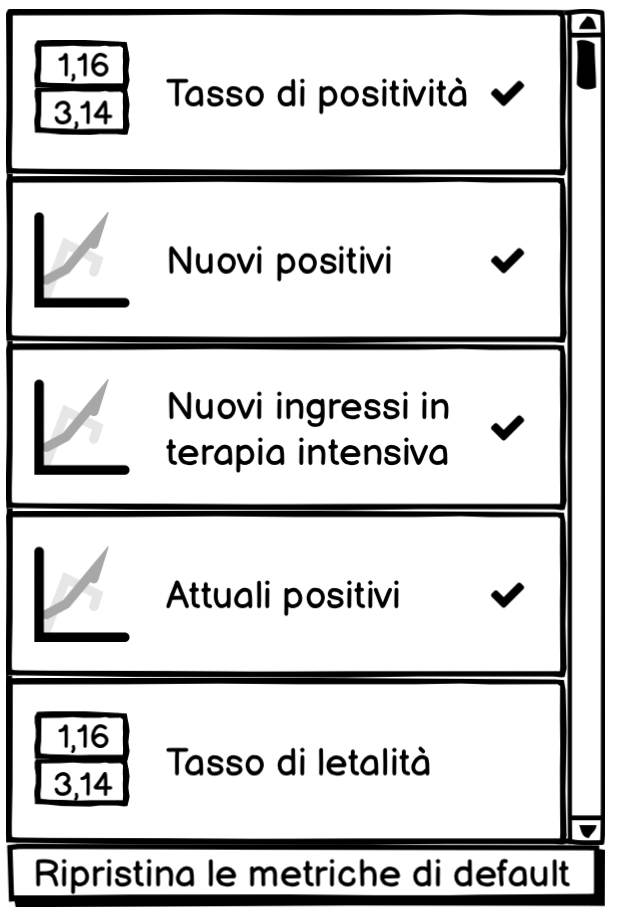 1,16
3,14
Tasso di positività
Nuovi positivi
Nuovi ingressi in
terapia intensiva
Attuali positivi
1,16
3,14
Tasso di letalità
Ripristina le metriche di default